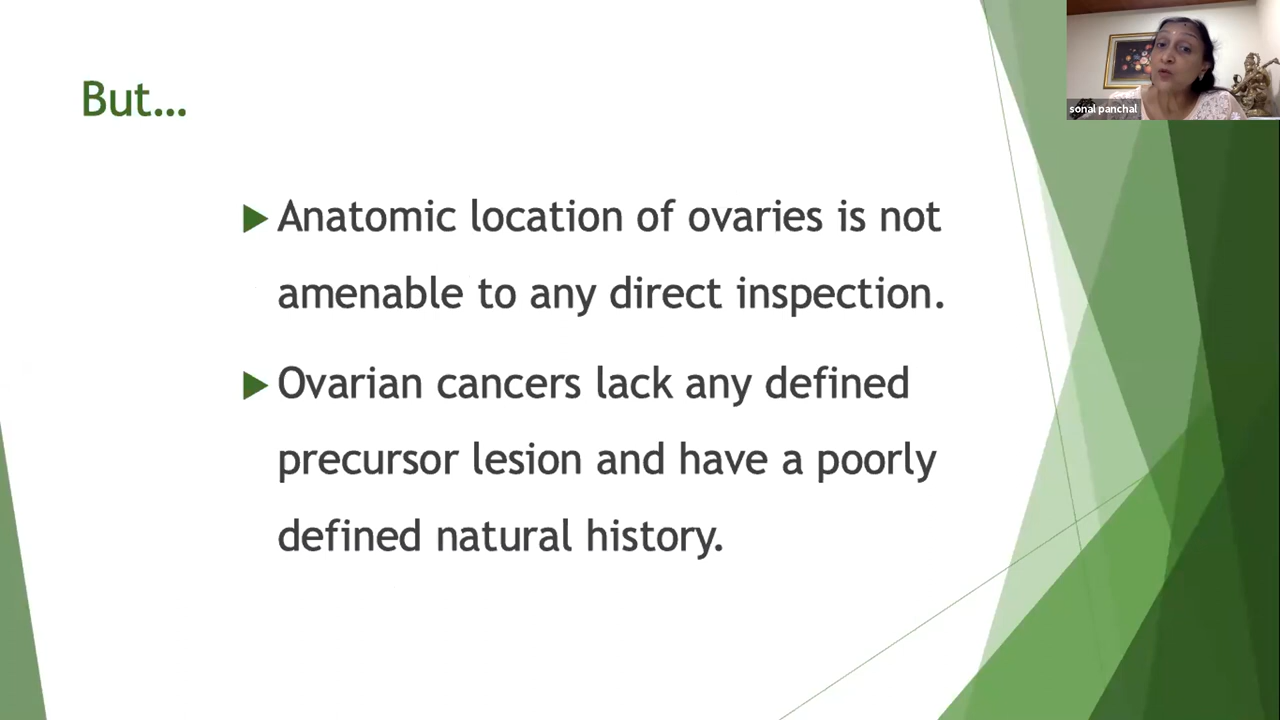 But...
sonal panchal
Anatomic location of ovaries is not
amenable to any direct inspection.
Ovarian cancers lack any defined
precursor lesion and have a poorly
defined natural history.